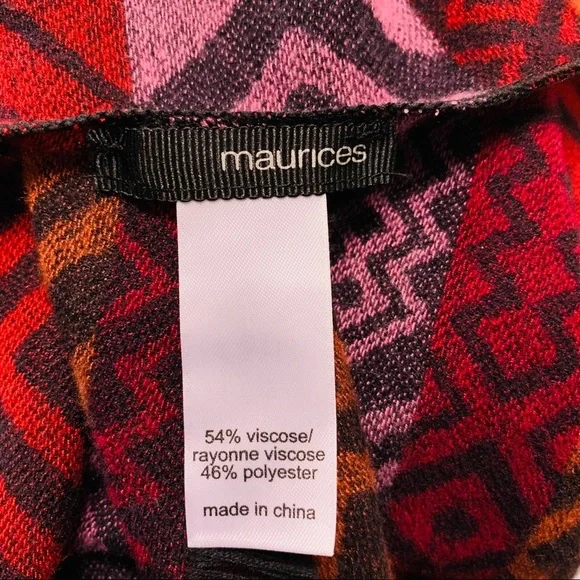 maurices
54% viscose/
rayonne viscose
46% polyester
made in china